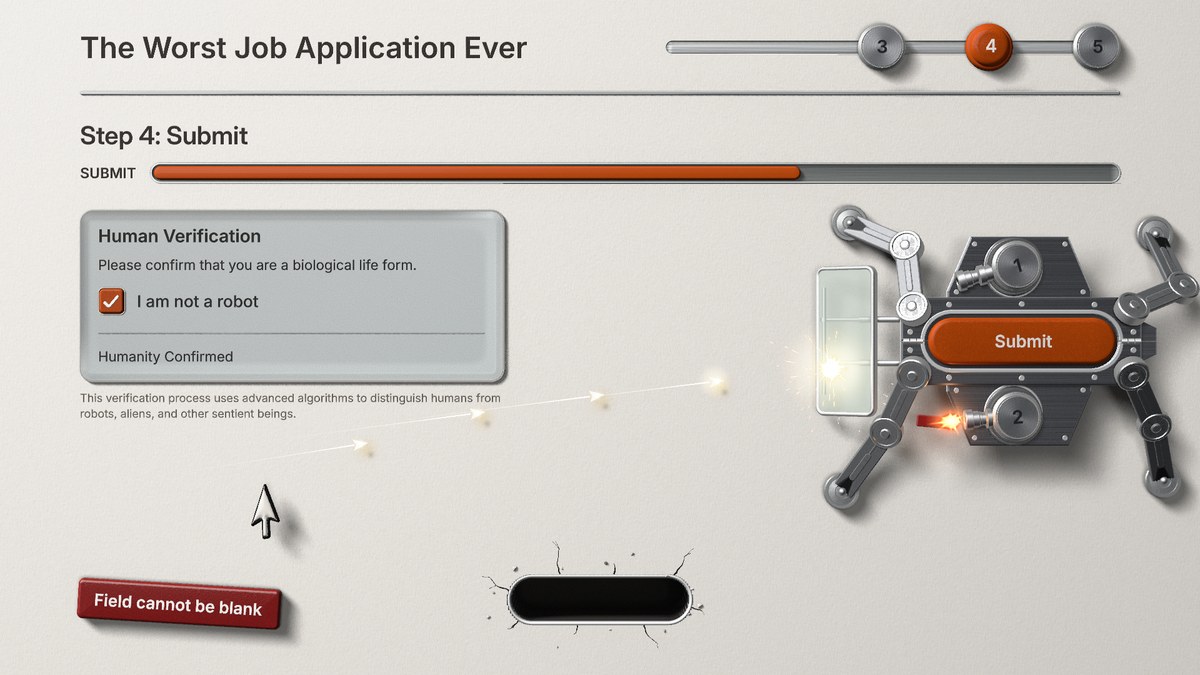 The Worst Job Application Ever
3
4
5
Step 4: Submit
SUBMIT
Human Verification
Please confirm that you are a biological life form.
I am not a robot
Humanity Confirmed
This verification process uses advanced algorithms to distinguish humans from
robots, aliens, and other sentient beings.
1
Submit
2
Field cannot be blank